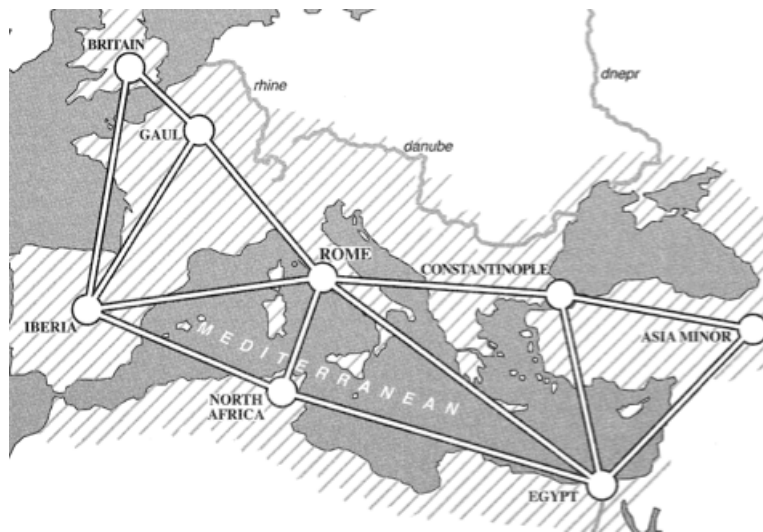 BRITAIN
rhine
dnepr
GAUL
danube
ROME
CONSTANTINOPLE
IBERIA
MEDITERRANEAN
ASIA MINOR
NORTH
AFRICA
EGYPT